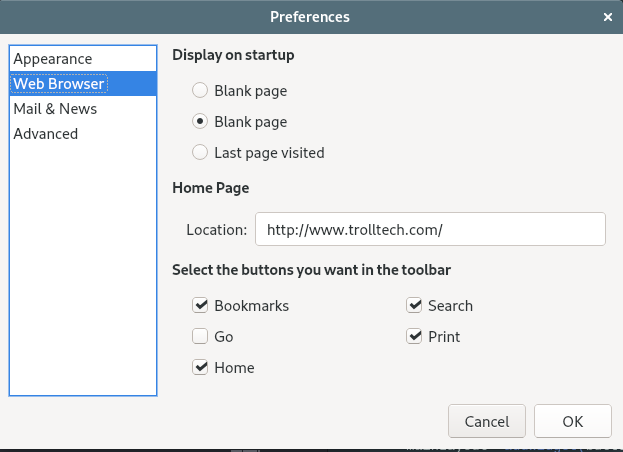 Preferences
Appearance
Web Browser
Mail & News
Advanced
Display on startup
Blank page
Blank page
Last page visited
Home Page
Location: http://www.trolltech.com/
Select the buttons you want in the toolbar
Bookmarks
Search
Go
Print
Home
Cancel
OK